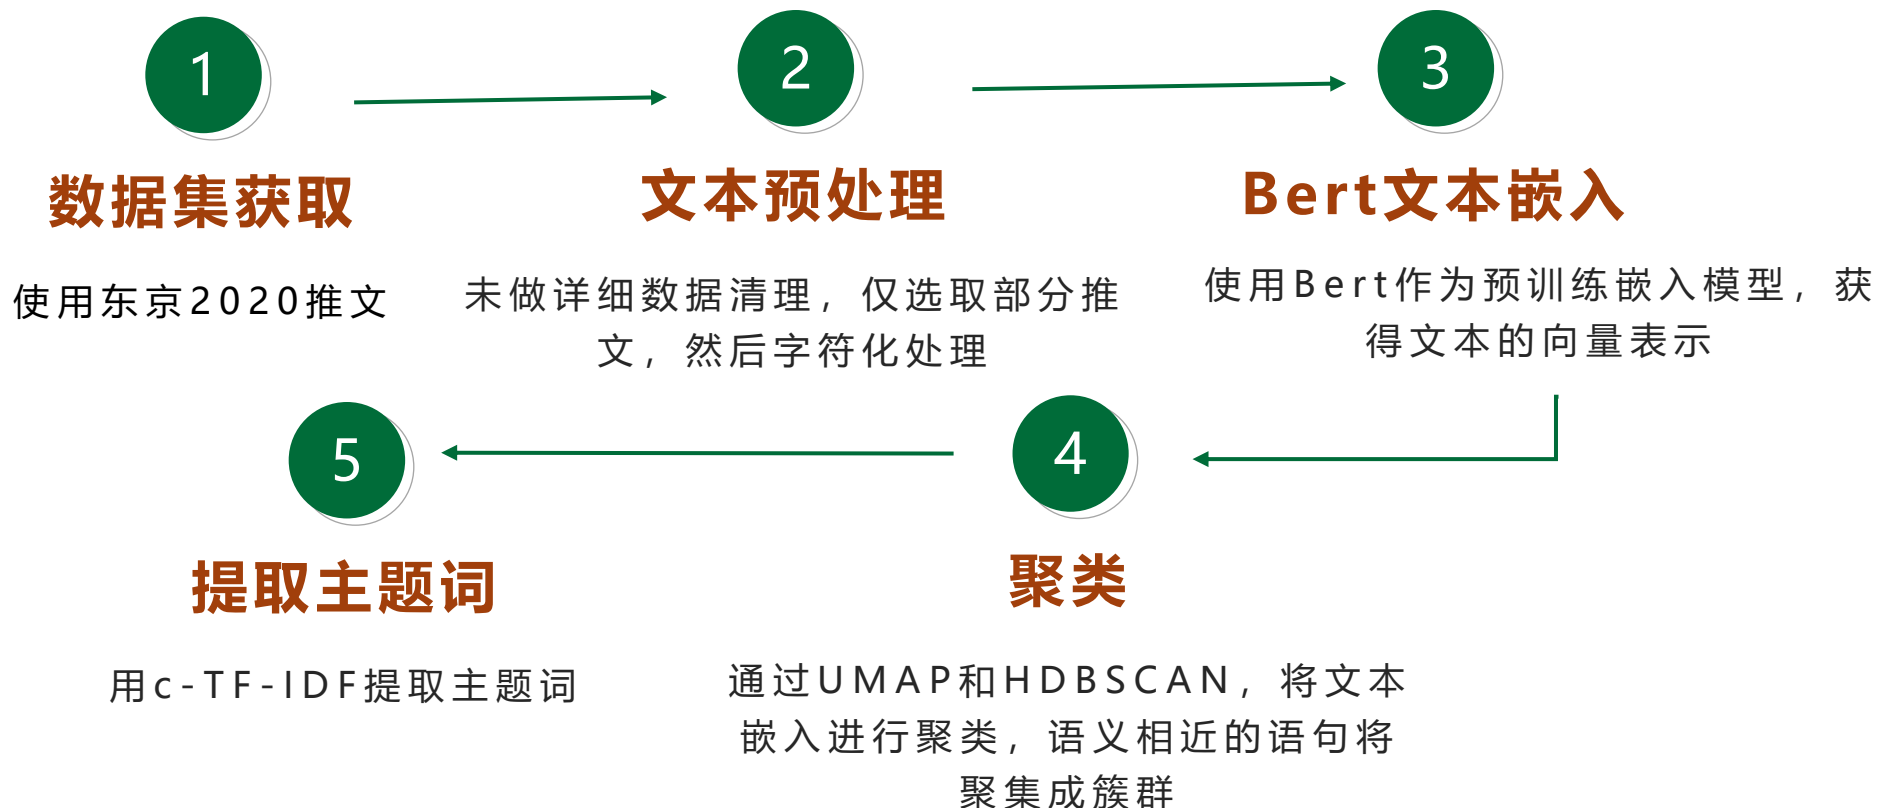 1
数据集获取
使用东京2020推文
2
文本预处理
未做详细数据清理，仅选取部分推
文，然后字符化处理
3
Bert文本嵌入
使用Bert作为预训练嵌入模型，获
得文本的向量表示
4
聚类
通过UMAP和HDBSCAN，将文本
嵌入进行聚类，语义相近的语句将
聚集成簇群
5
提取主题词
用c-TF-IDF提取主题词